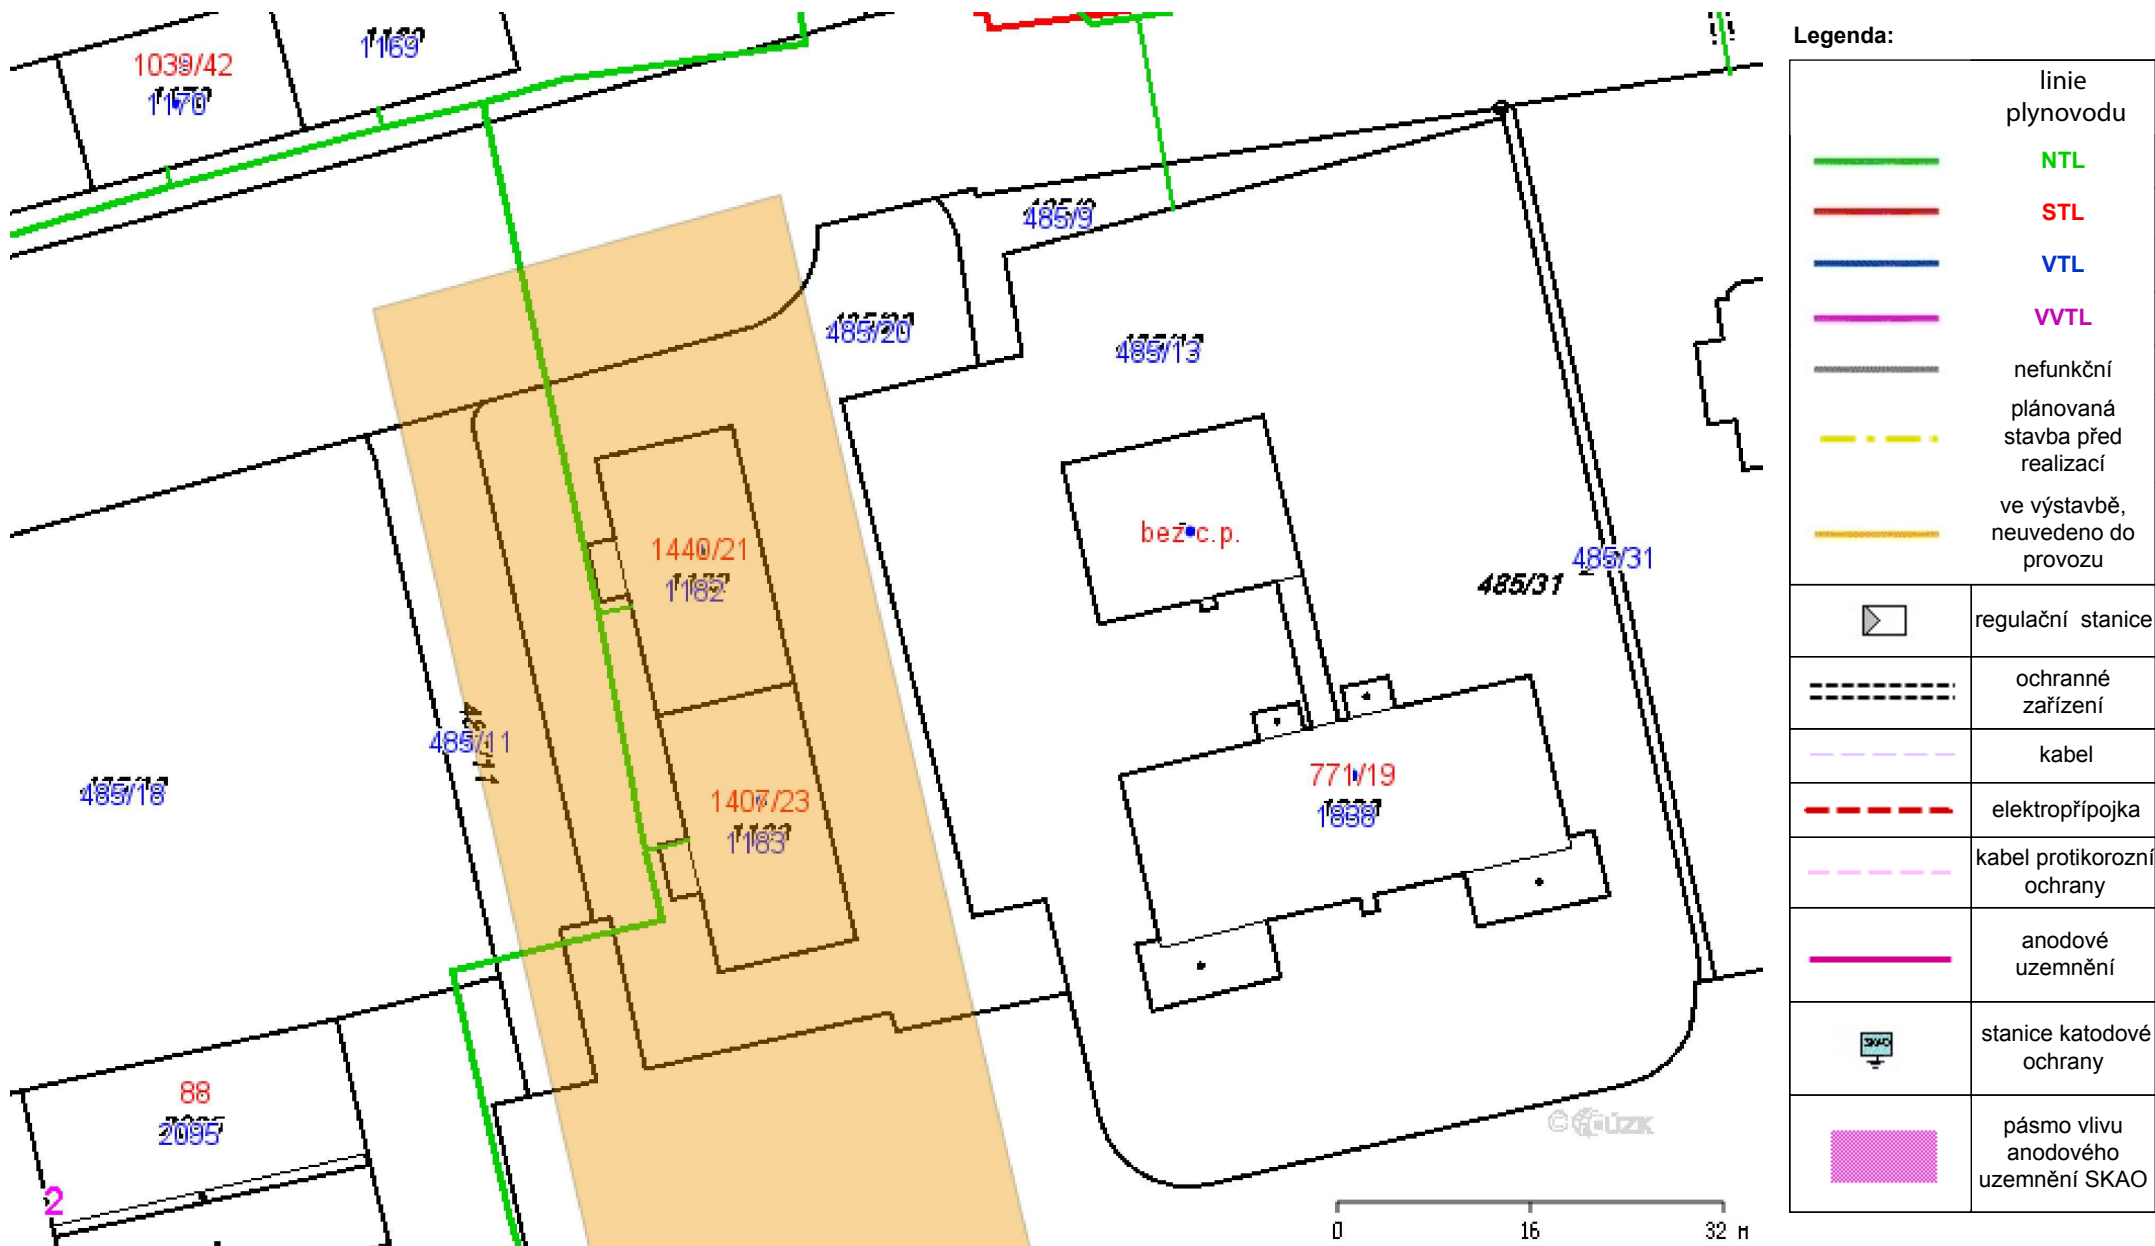 1039/42
1170
1169
485/9
485/20
485/13
bez c.p.
485/31
485/31
1440/21
1182
485/11
485/18
1407/23
1183
771/19
1838
88
2095
2
0 16 32 M
Legenda:
linie
plynovodu
NTL
STL
VTL
VVTL
nefunkční
plánovaná
stavba před
realizací
ve výstavbě,
neuvedeno do
provozu
regulační stanice
ochranné
zařízení
kabel
elektropřípojka
kabel protikorozní
ochrany
anodové
uzemnění
SKAO
stanice katodové
ochrany
pásmo vlivu
anodového
uzemnění SKAO